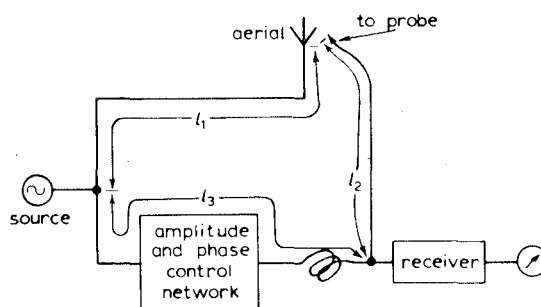 aerial
to probe
l1
l2
l3
source
amplitude
and phase
control
network
receiver